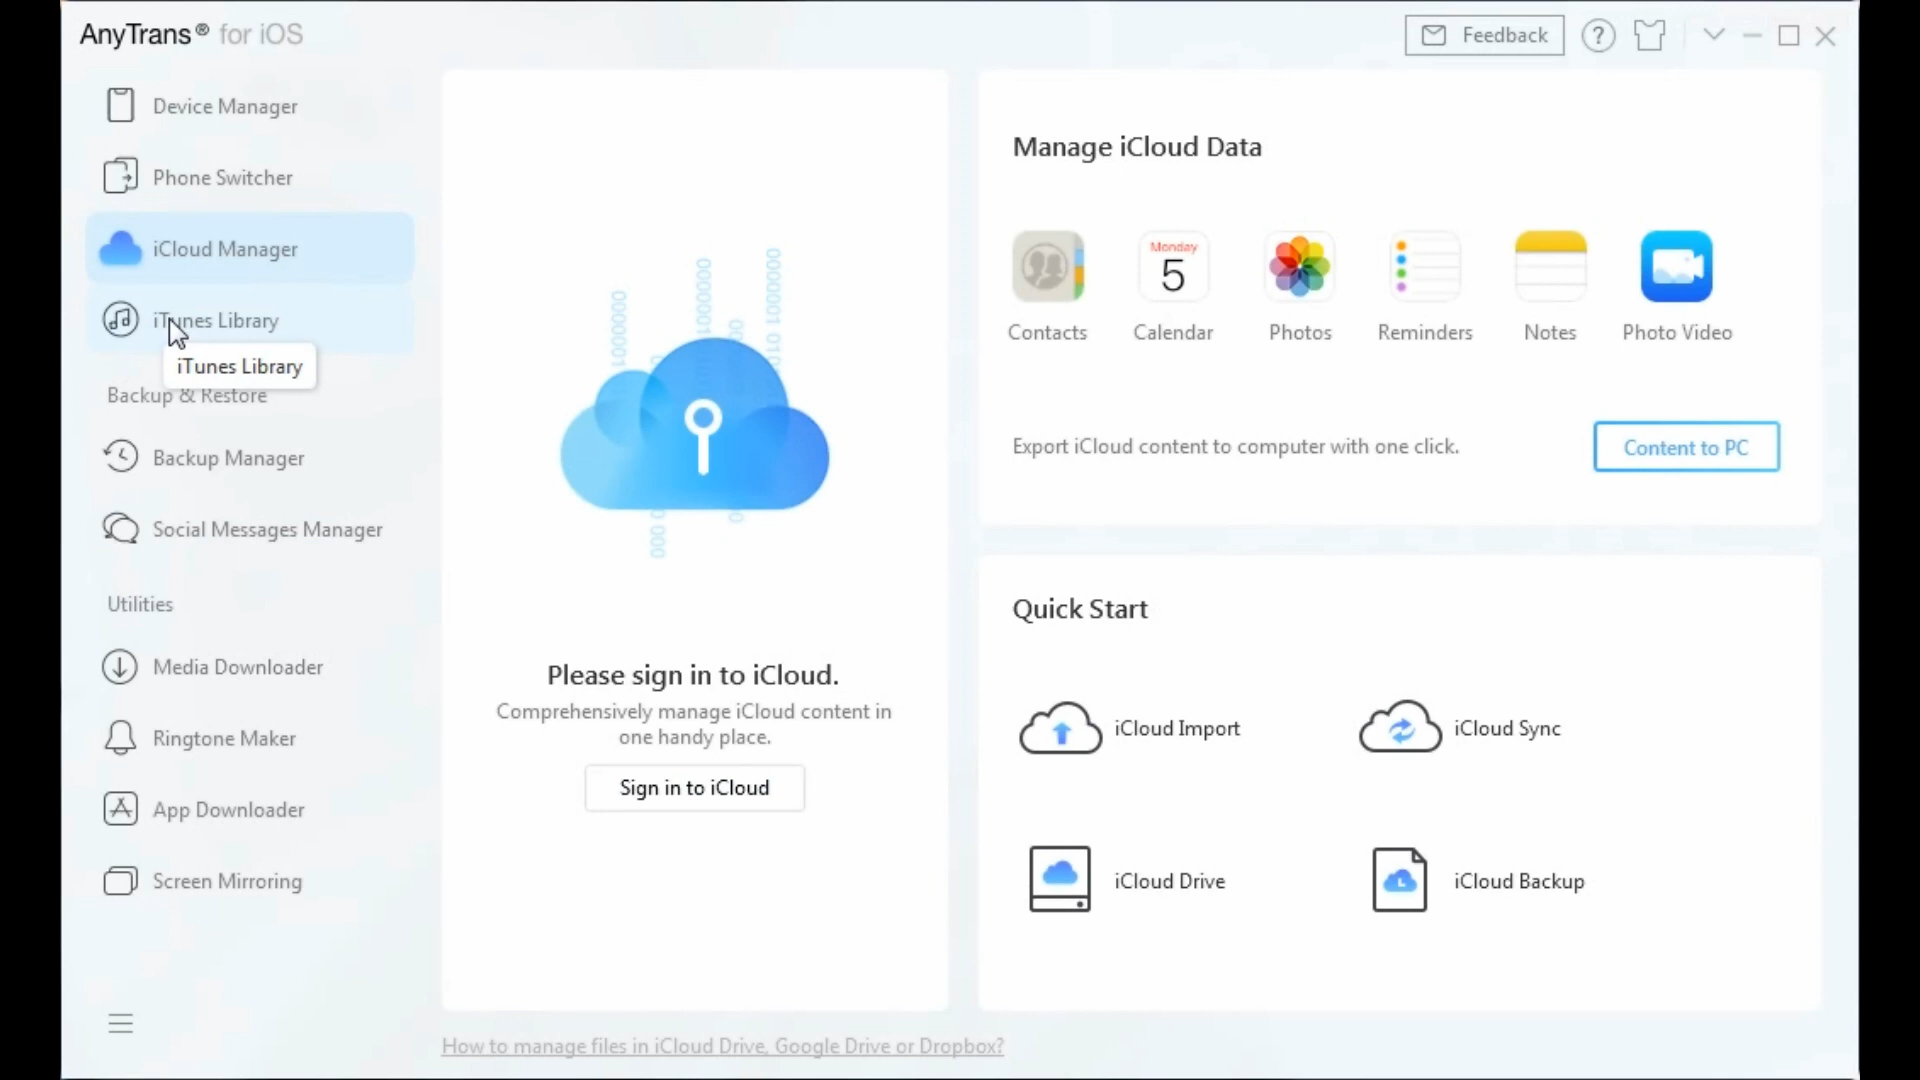 AnyTrans® for iOS
Feedback
Device Manager
Phone Switcher
iCloud Manager
iTunes Library
iTunes Library
Backup & Restore
Backup Manager
Social Messages Manager
Utilities
Media Downloader
Ringtone Maker
App Downloader
Screen Mirroring
Please sign in to iCloud.
Comprehensively manage iCloud content in
one handy place.
Sign in to iCloud
Manage iCloud Data
Monday
5
Contacts
Calendar
Photos
Reminders
Notes
Photo Video
Export iCloud content to computer with one click.
Content to PC
Quick Start
iCloud Import
iCloud Sync
iCloud Drive
iCloud Backup
How to manage files in iCloud Drive, Google Drive or Dropbox?